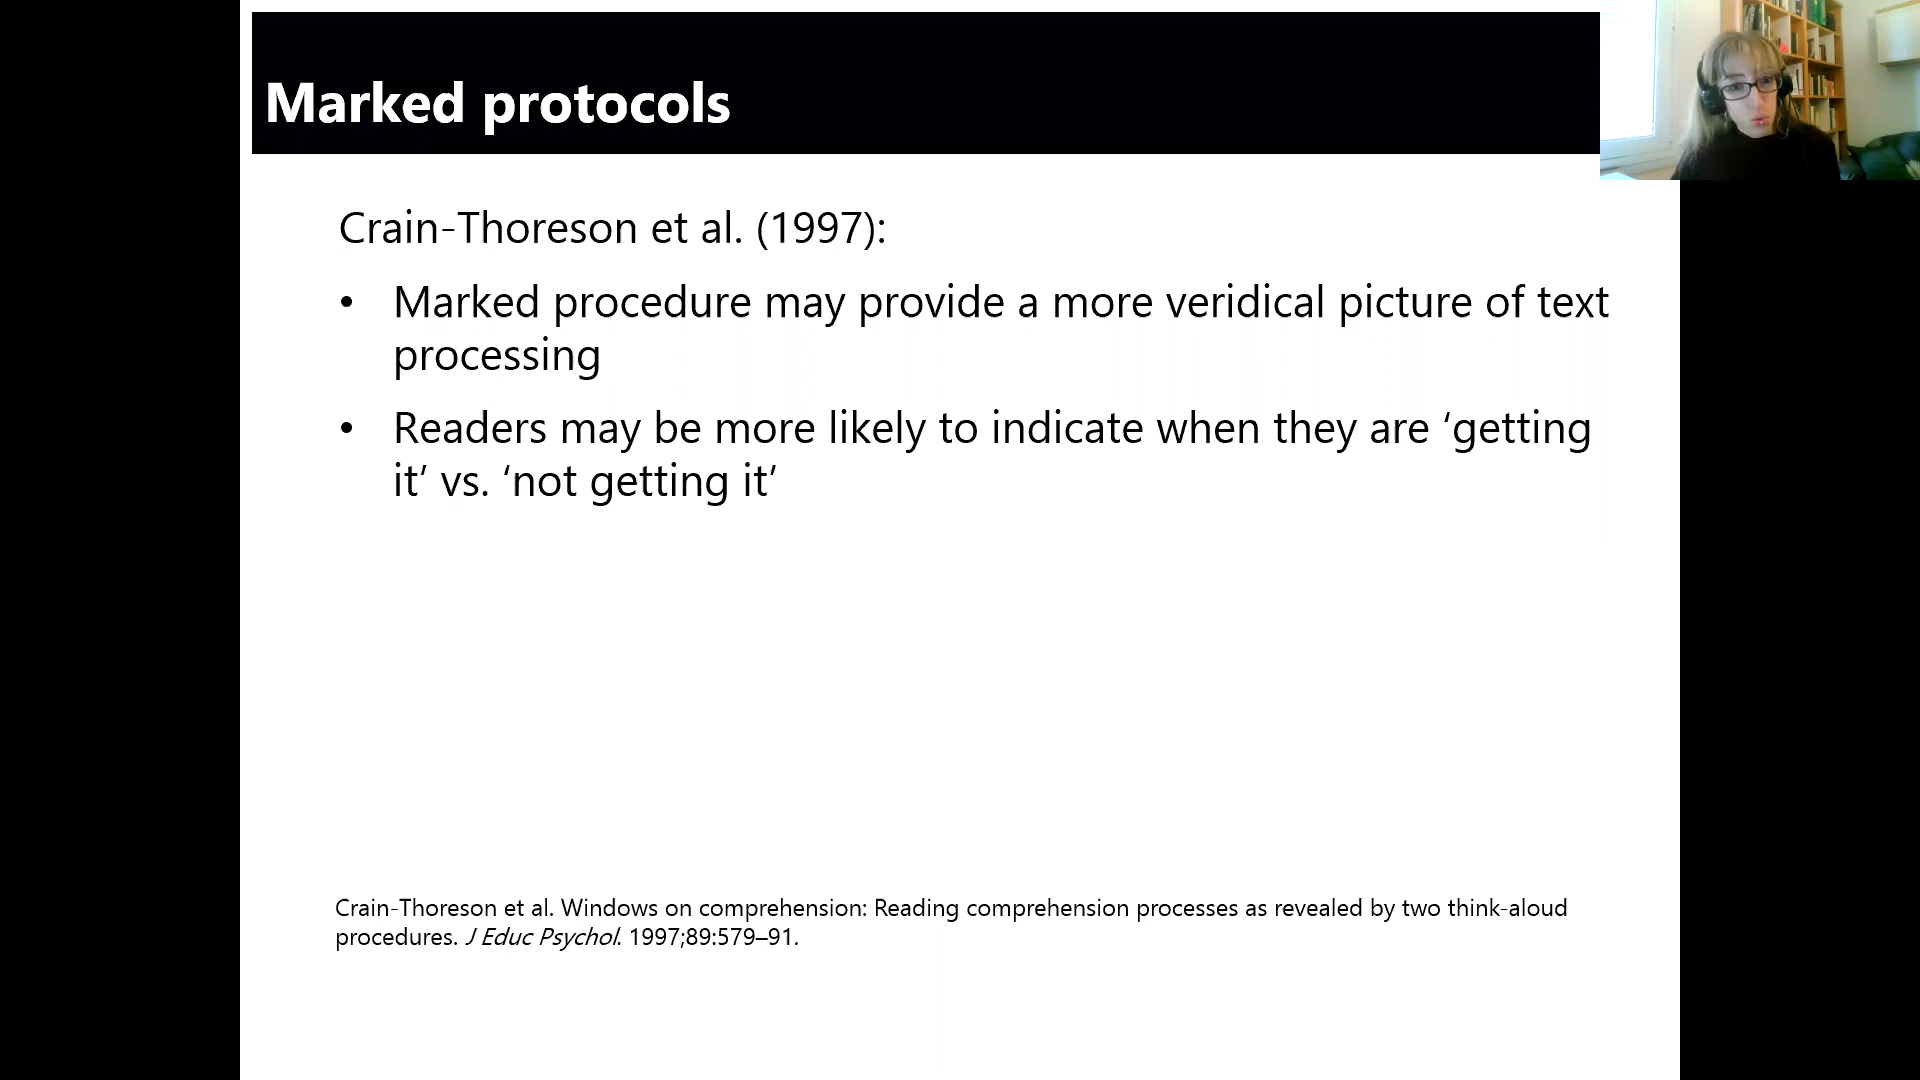 Marked protocols
Crain-Thoreson et al. (1997):
• Marked procedure may provide a more veridical picture of text
processing
• Readers may be more likely to indicate when they are ‘getting
it’ vs. ‘not getting it’
Crain-Thoreson et al. Windows on comprehension: Reading comprehension processes as revealed by two think-aloud
procedures. J Educ Psychol. 1997;89:579–91.